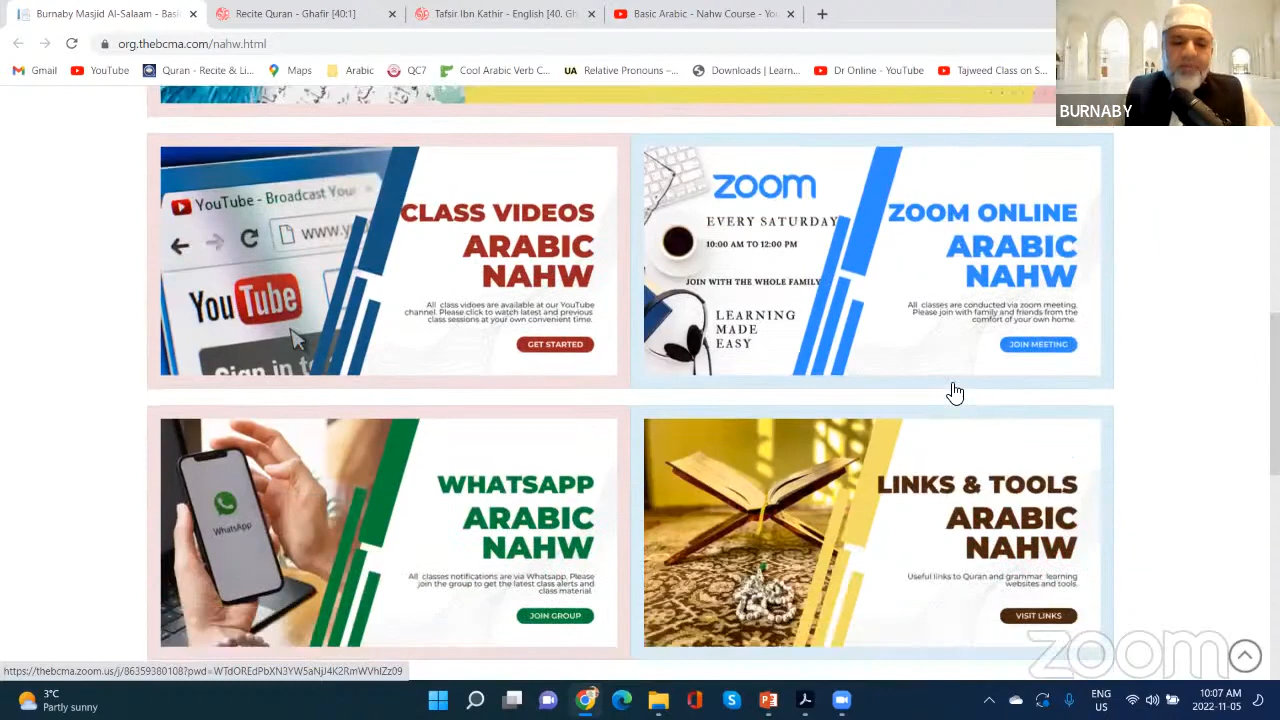 Burnaby Masjid Al-Salaam - Basi
Recite Quran - Ghafir [40:1]
Tafsir Ibn Kathir - English [40. Gh
Basic Arabic - Nahw Course - Yo
org.thebcma.com/nahw.html
Gmail
YouTube
Quran - Recite & Li...
Maps
Arabic
QC7
Cool Arabic Verb C...
UA Relative Pronouns –...
Downloads | Learn...
Dr Online - YouTube
Tajweed Class on S...
BURNABY
YouTube - Broadcast You
www.y
You Tube
Sign in t
CLASS VIDEOS
ARABIC
NAHW
All class vidoes are available at our YouTube
channel. Please click to watch latest and previous
class sessions at your own convenient time.
GET STARTED
zoom
EVERY SATURDAY
10:00 AM TO 12:00 PM
JOIN WITH THE WHOLE FAMILY
LEARNING
MADE
EASY
ZOOM ONLINE
ARABIC
NAHW
All classes are conducted via zoom meeting.
Please join with family and friends from the
comfort of your own home.
JOIN MEETING
WhatsApp
WHATSAPP
ARABIC
NAHW
All classes notifications are via Whatsapp. Please
join the group to get the latest class alerts and
class material.
JOIN GROUP
LINKS & TOOLS
ARABIC
NAHW
Useful links to Quran and grammar learning
websites and tools.
VISIT LINKS
zoom
3°C
Partly sunny
ENG
US
10:07 AM
2022-11-05